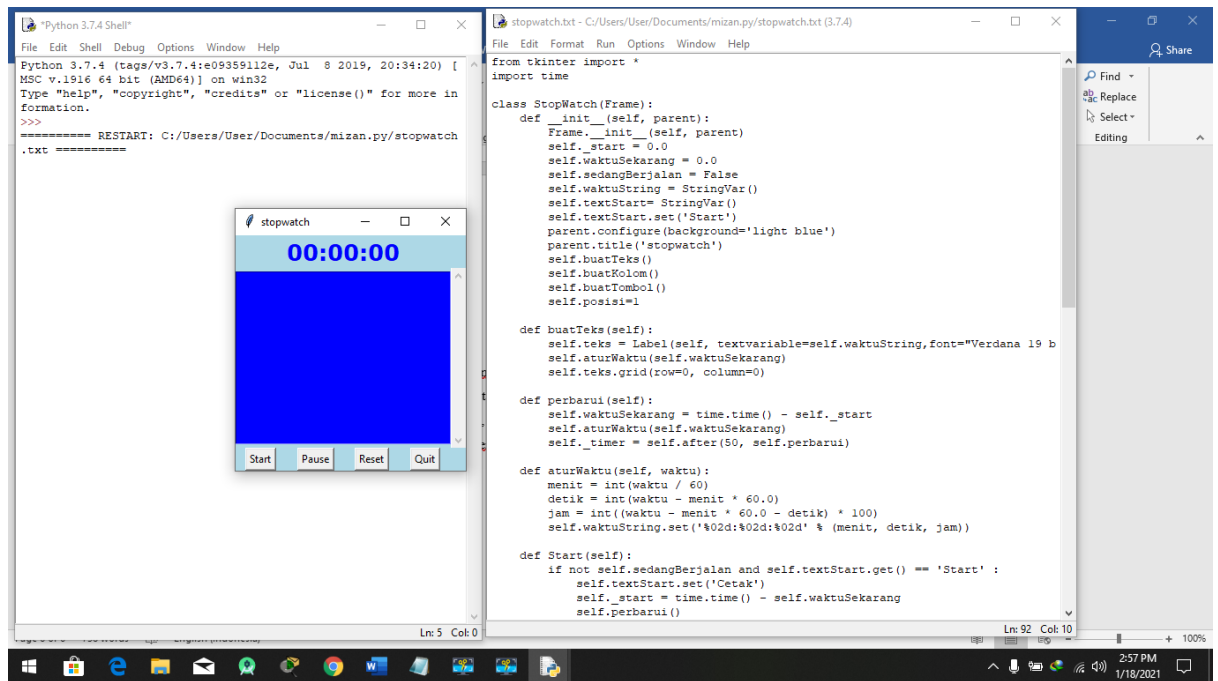 *Python 3.7.4 Shell*
File Edit Shell Debug Options Window Help
Python 3.7.4 (tags/v3.7.4:e09359112e, Jul  8 2019, 20:34:20) [
MSC v.1916 64 bit (AMD64)] on win32
Type "help", "copyright", "credits" or "license()" for more in
formation.
>>>
========== RESTART: C:/Users/User/Documents/mizan.py/stopwatch
.txt ==========
Ln: 5 Col: 0
stopwatch
00:00:00
Start Pause Reset Quit
stopwatch.txt - C:/Users/User/Documents/mizan.py/stopwatch.txt (3.7.4)
File Edit Format Run Options Window Help
from tkinter import *
import time

class StopWatch(Frame):
    def __init__(self, parent):
        Frame.__init__(self, parent)
        self._start = 0.0
        self.waktuSekarang = 0.0
        self.sedangBerjalan = False
        self.waktuString = StringVar()
        self.textStart= StringVar()
        self.textStart.set('Start')
        parent.configure(background='light blue')
        parent.title('stopwatch')
        self.buatTeks()
        self.buatKolom()
        self.buatTombol()
        self.posisi=1

    def buatTeks(self):
        self.teks = Label(self, textvariable=self.waktuString,font="Verdana 19 b
        self.aturWaktu(self.waktuSekarang)
        self.teks.grid(row=0, column=0)

    def perbarui(self):
        self.waktuSekarang = time.time() - self._start
        self.aturWaktu(self.waktuSekarang)
        self._timer = self.after(50, self.perbarui)

    def aturWaktu(self, waktu):
        menit = int(waktu / 60)
        detik = int(waktu - menit * 60.0)
        jam = int((waktu - menit * 60.0 - detik) * 100)
        self.waktuString.set('%02d:%02d:%02d' % (menit, detik, jam))

    def Start(self):
        if not self.sedangBerjalan and self.textStart.get() == 'Start' :
            self.textStart.set('Cetak')
            self._start = time.time() - self.waktuSekarang
            self.perbarui()
Ln: 92 Col: 10
Share
Find
Replace
Select
Editing
100%
2:57 PM
1/18/2021